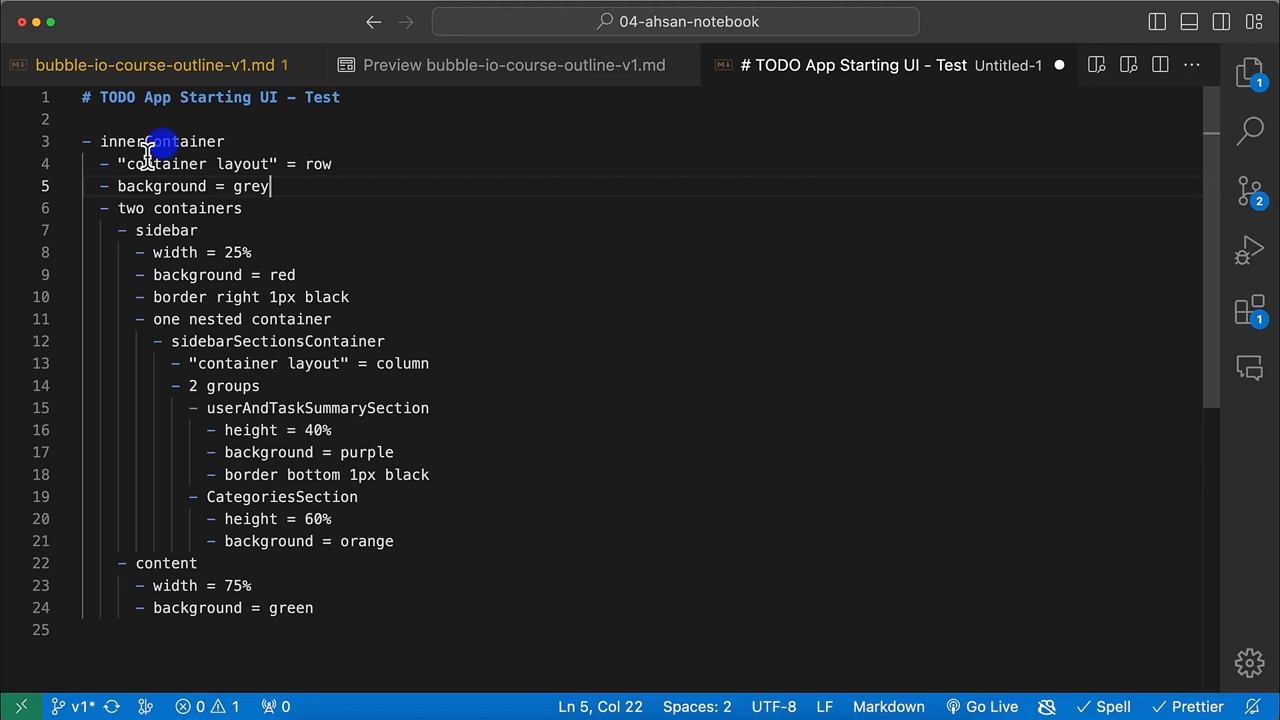 04-ahsan-notebook
bubble-io-course-outline-v1.md 1
Preview bubble-io-course-outline-v1.md
# TODO App Starting UI - Test Untitled-1
1 # TODO App Starting UI - Test
2
3 - innerContainer
4 - "container layout" = row
5 - background = grey
6 - two containers
7 - sidebar
8 - width = 25%
9 - background = red
10 - border right 1px black
11 - one nested container
12 - sidebarSectionsContainer
13 - "container layout" = column
14 - 2 groups
15 - userAndTaskSummarySection
16 - height = 40%
17 - background = purple
18 - border bottom 1px black
19 - CategoriesSection
20 - height = 60%
21 - background = orange
22 - content
23 - width = 75%
24 - background = green
25
1
2
1
v1* 0 1 0 Ln 5, Col 22 Spaces: 2 UTF-8 LF Markdown Go Live Spell Prettier